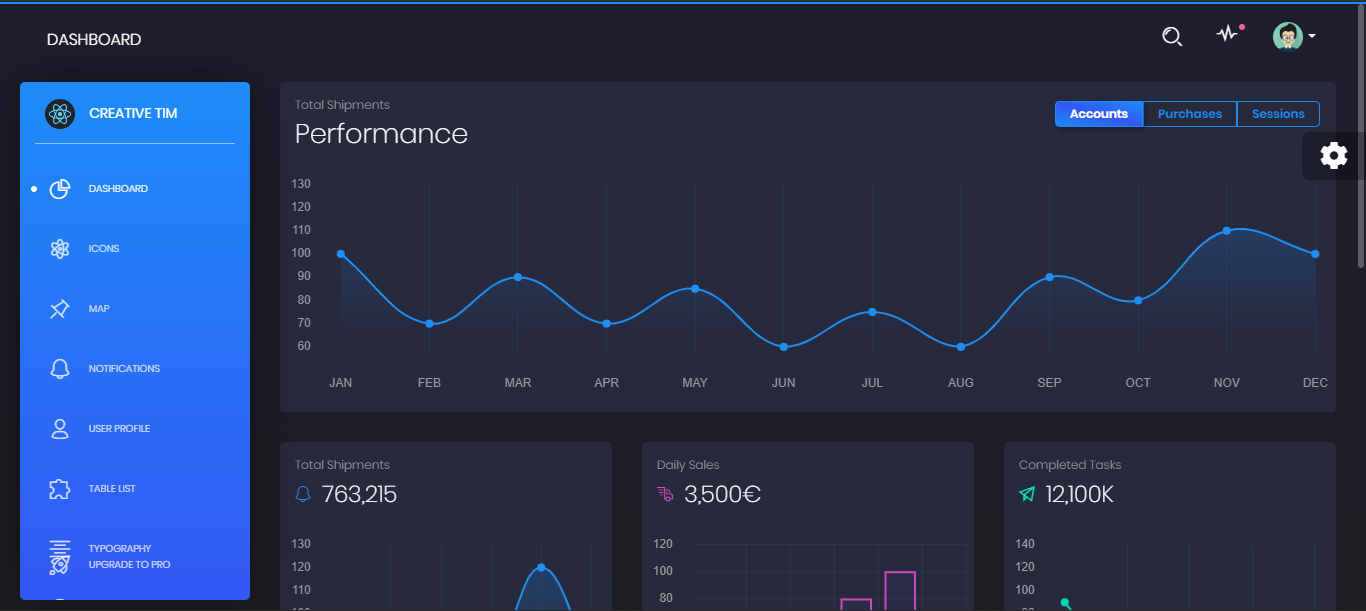 DASHBOARD
CREATIVE TIM
DASHBOARD
ICONS
MAP
NOTIFICATIONS
USER PROFILE
TABLE LIST
TYPOGRAPHY
UPGRADE TO PRO
Total Shipments
Performance
Accounts Purchases Sessions
130
120
110
100
90
80
70
60
JAN FEB MAR APR MAY JUN JUL AUG SEP OCT NOV DEC
Total Shipments
763,215
130
120
110
Daily Sales
3,500€
120
100
80
Completed Tasks
12,100K
140
120
100